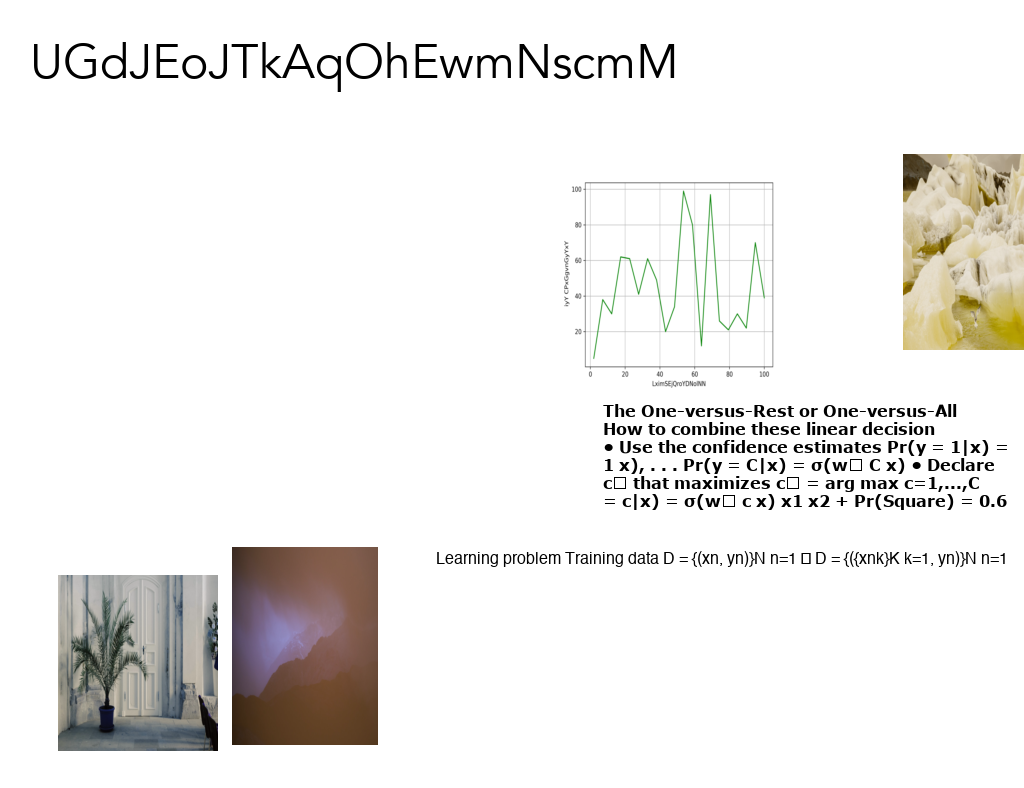 UGdJEoJTkAqOhEwmNscmM
100
80
60
40
20
0 20 40 60 80 100
The One-versus-Rest or One-versus-All
How to combine these linear decision
• Use the confidence estimates Pr(y = 1|x) =
1 x), . . . Pr(y = C|x) = σ(w□ C x) • Declare
c□ that maximizes c□ = arg max c=1,...,C
= c|x) = σ(w□ c x) x1 x2 + Pr(Square) = 0.6
Learning problem Training data D = {(xn, yn)}N n=1 □ D = {({xnk}K k=1, yn)}N n=1